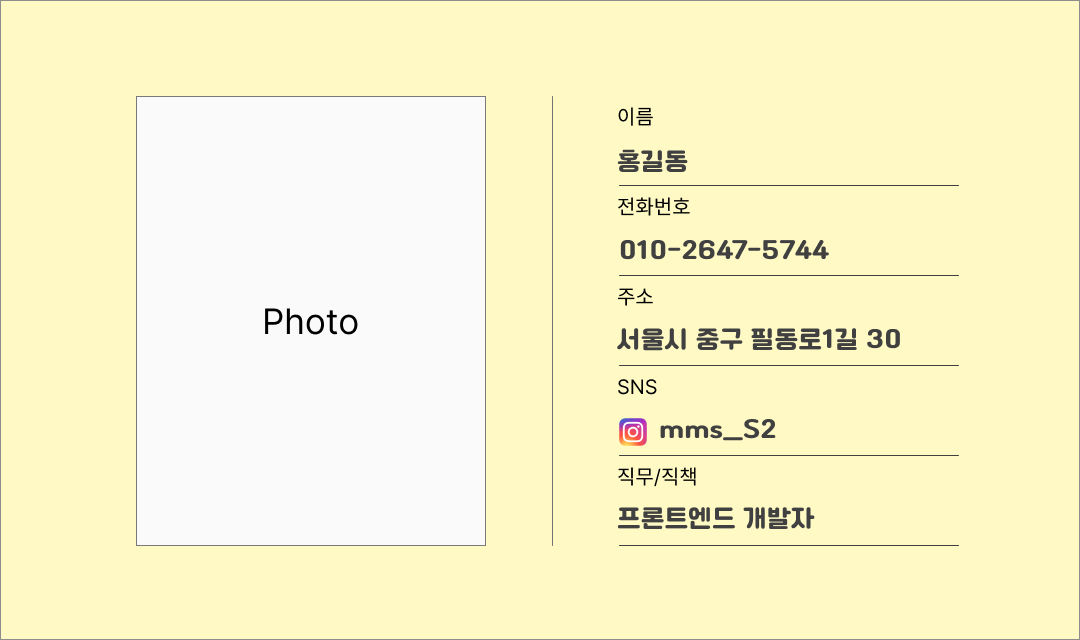 Photo
이름
홍길동
전화번호
010-2647-5744
주소
서울시 중구 필동로1길 30
SNS
mms_S2
직무/직책
프론트엔드 개발자